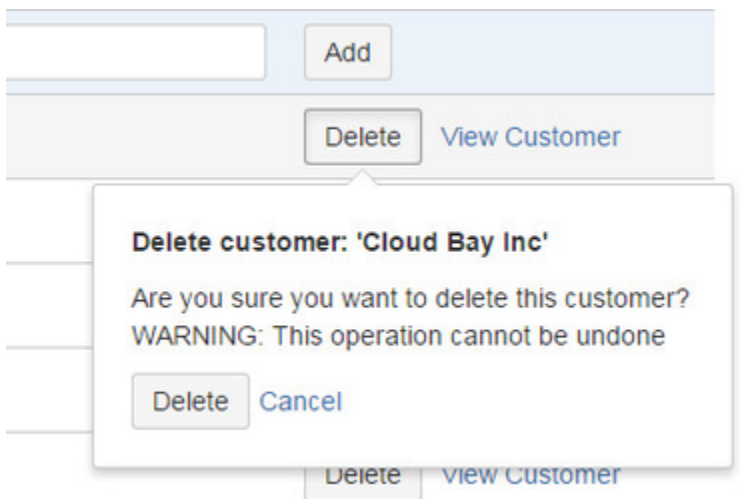 Add
Delete View Customer
Delete customer: 'Cloud Bay Inc'
Are you sure you want to delete this customer?
WARNING: This operation cannot be undone
Delete Cancel
Delete View Customer